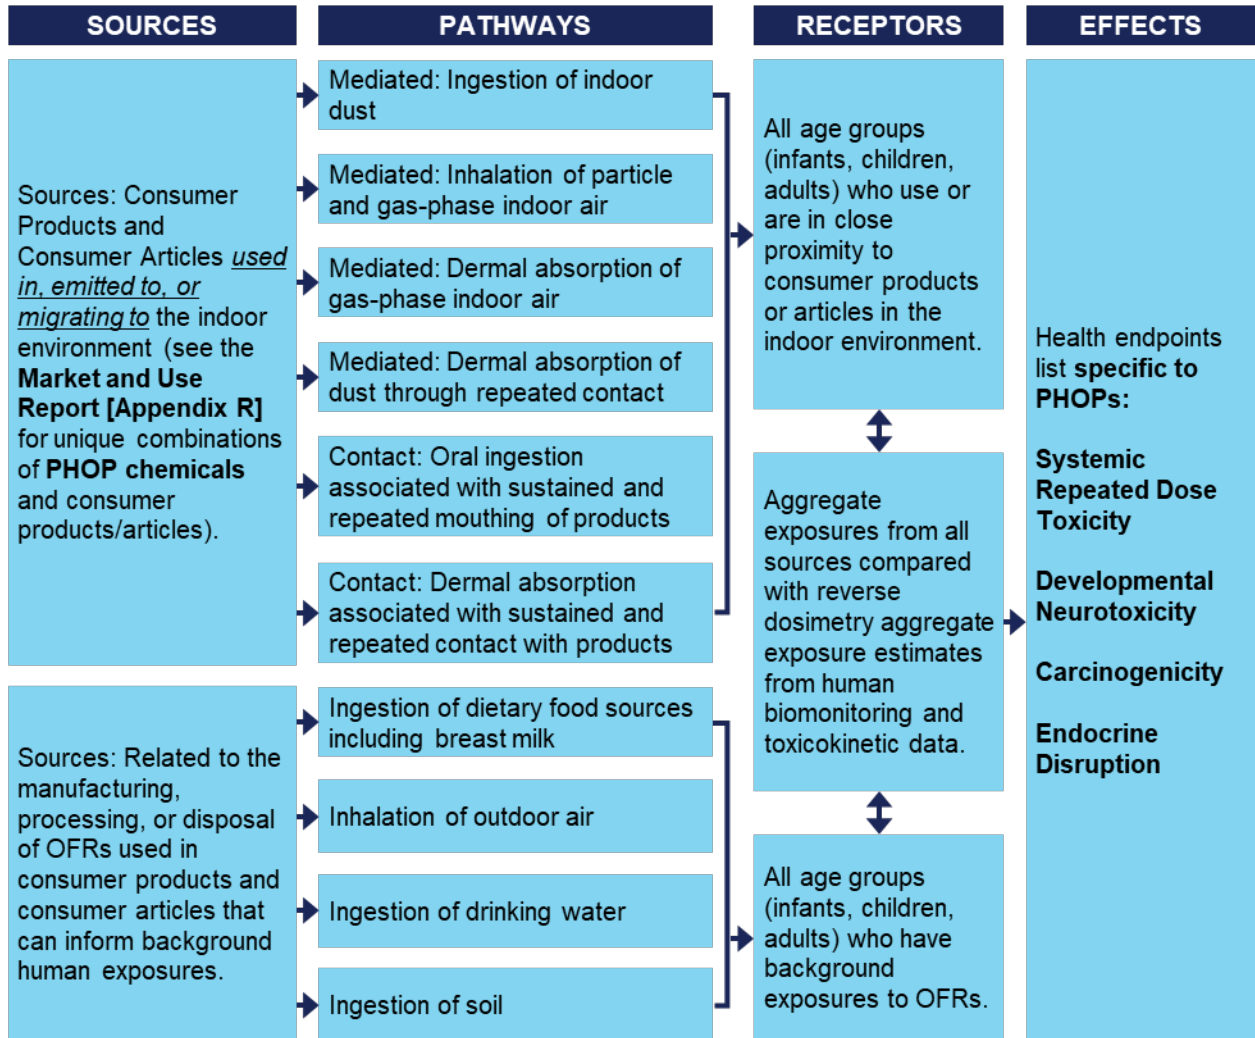 SOURCES
PATHWAYS
RECEPTORS
EFFECTS
Sources: Consumer
Products and
Consumer Articles used
in, emitted to, or
migrating to the indoor
environment (see the
Market and Use
Report [Appendix R]
for unique combinations
of PHOP chemicals
and consumer
products/articles).
Sources: Related to the
manufacturing,
processing, or disposal
of OFRs used in
consumer products and
consumer articles that
can inform background
human exposures.
Mediated: Ingestion of indoor
dust
Mediated: Inhalation of particle
and gas-phase indoor air
Mediated: Dermal absorption of
gas-phase indoor air
Mediated: Dermal absorption of
dust through repeated contact
Contact: Oral ingestion
associated with sustained and
repeated mouthing of products
Contact: Dermal absorption
associated with sustained and
repeated contact with products
Ingestion of dietary food sources
including breast milk
Inhalation of outdoor air
Ingestion of drinking water
Ingestion of soil
All age groups
(infants, children,
adults) who use or
are in close
proximity to
consumer products
or articles in the
indoor environment.
Aggregate
exposures from all
sources compared
with reverse
dosimetry aggregate
exposure estimates
from human
biomonitoring and
toxicokinetic data.
All age groups
(infants, children,
adults) who have
background
exposures to OFRs.
Health endpoints
list specific to
PHOPs:
Systemic
Repeated Dose
Toxicity
Developmental
Neurotoxicity
Carcinogenicity
Endocrine
Disruption